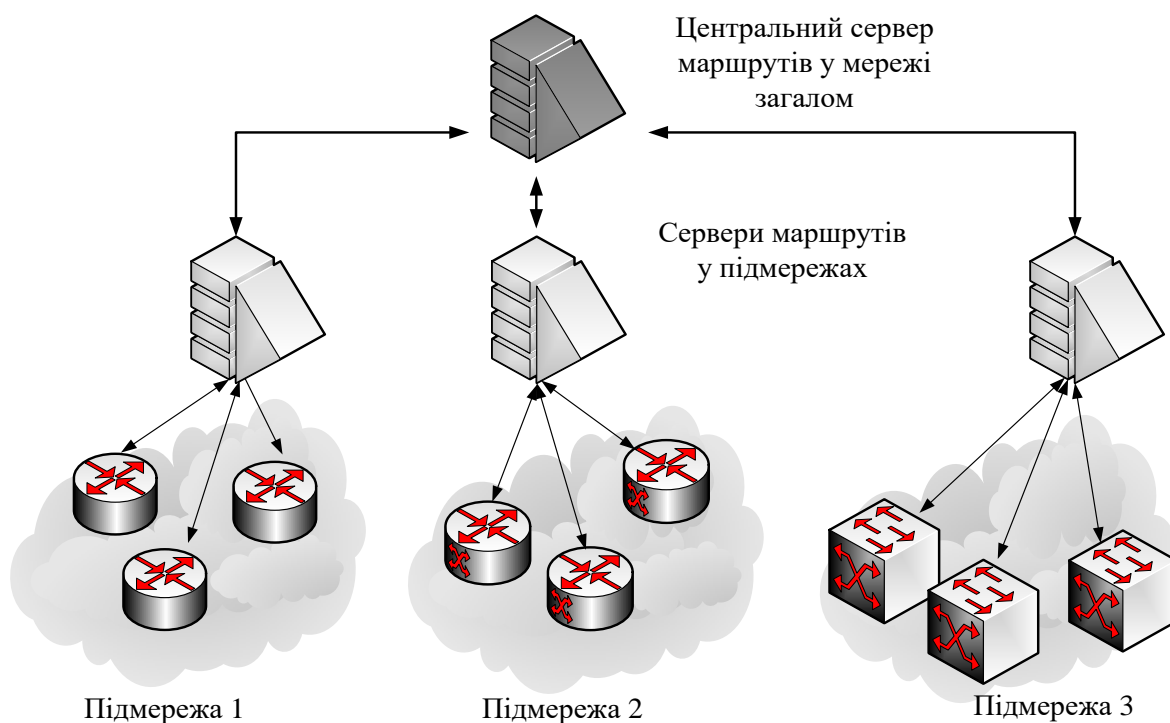 Центральний сервер
маршрутів у мережі
загалом
Сервери маршрутів
у підмережах
Підмережа 1
Підмережа 2
Підмережа 3